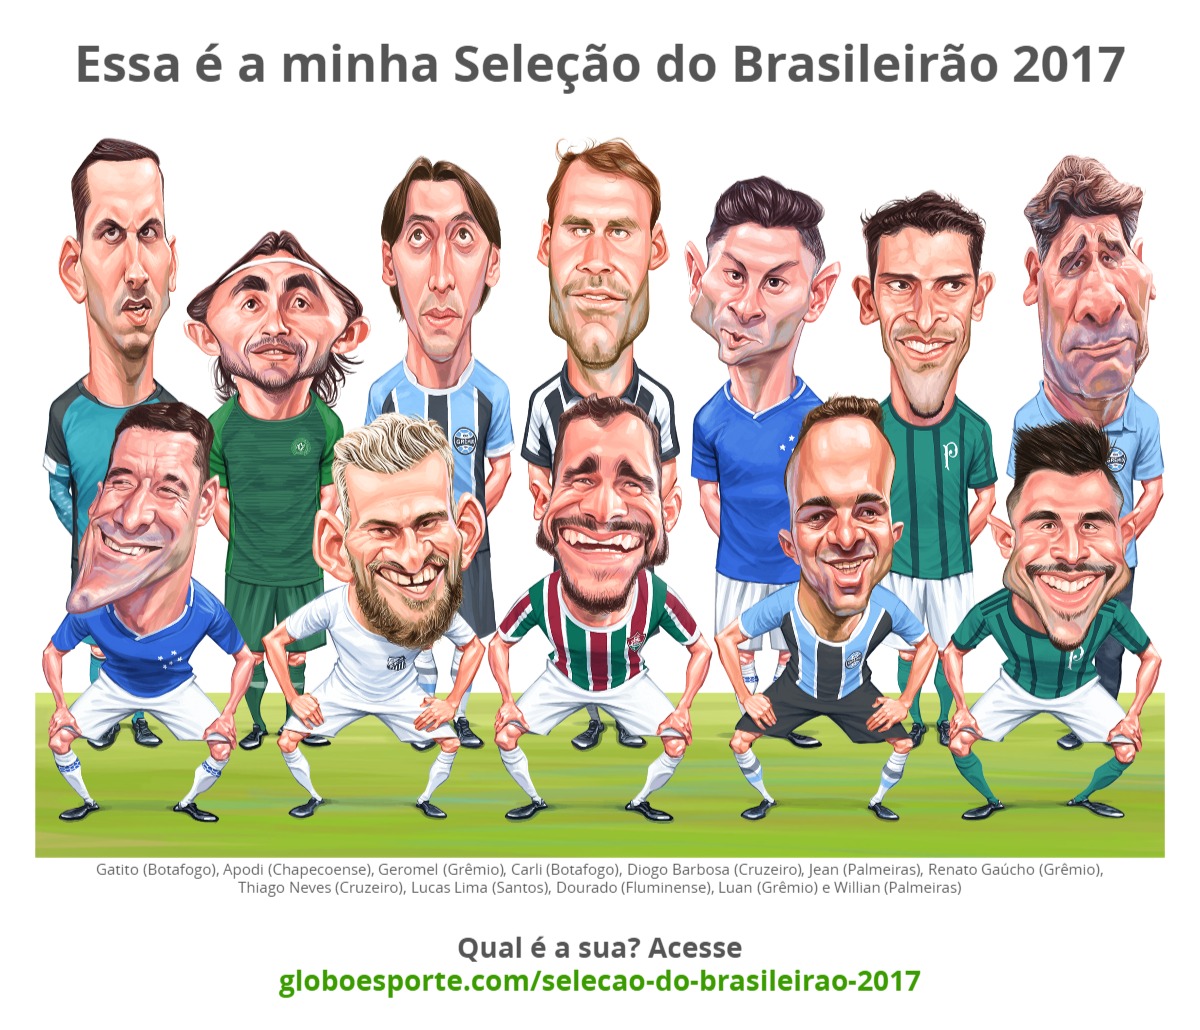 Essa é a minha Seleção do Brasileirão 2017
GRÊMIO
P
GRÊMIO
P
Gatito (Botafogo), Apodi (Chapecoense), Geromel (Grêmio), Carli (Botafogo), Diogo Barbosa (Cruzeiro), Jean (Palmeiras), Renato Gaúcho (Grêmio),
Thiago Neves (Cruzeiro), Lucas Lima (Santos), Dourado (Fluminense), Luan (Grêmio) e Willian (Palmeiras)
Qual é a sua? Acesse
globoesporte.com/selecao-do-brasileirao-2017